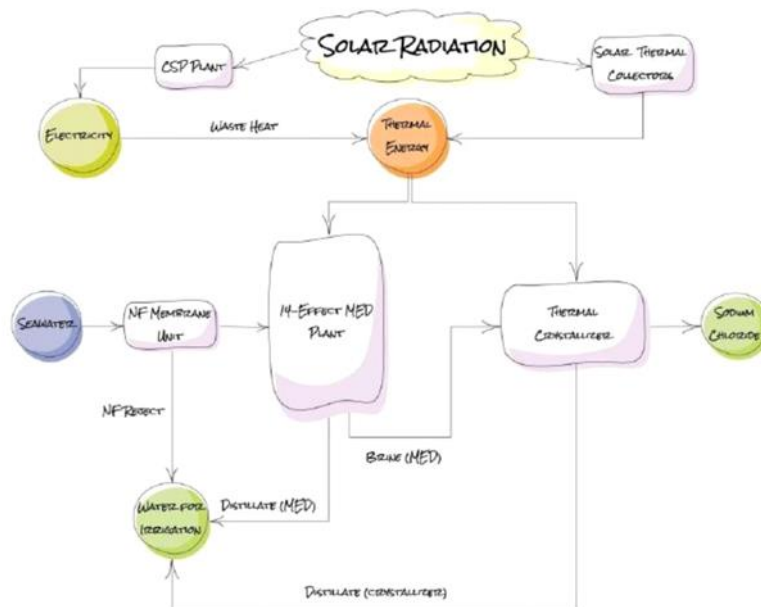 Solar Radiation
CSP Plant
Solar Thermal
Collectors
Electricity
Waste Heat
Thermal
Energy
Seawater
NF Membrane
Unit
14-Effect MED
Plant
Thermal
Crystallizer
Sodium
Chloride
NF Reject
Brine (MED)
Water for
Irrigation
Distillate (MED)
Distillate (crystallizer)